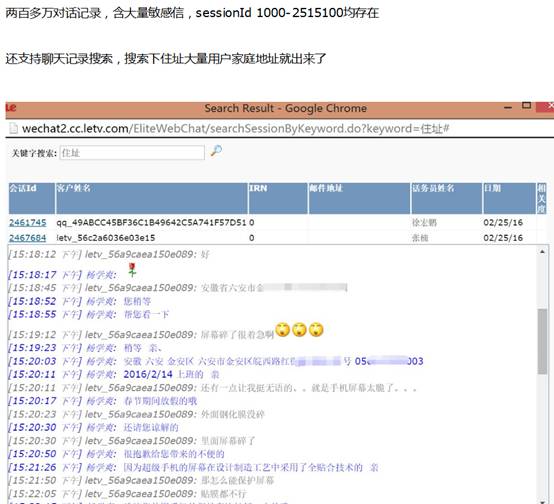 两百多万对话记录，含大量敏感信，sessionId 1000-2515100均存在
还支持聊天记录搜索，搜索下住址大量用户家庭地址就出来了
Search Result - Google Chrome
wechat2.cc.letv.com/EliteWebChat/searchSessionByKeyword.do?keyword=住址#
关键字搜索: 住址
会话Id 客户姓名 IRN 邮件地址 话务员姓名 日期 相关度
2461745 qq_49ABCC45BF36C1B49642C5A741F57D51 0 徐宏鹏 02/25/16
2467684 letv_56c2a6036e03e15 0 张楠 02/25/16
[15:18:12 下午] letv_56a9caea150e089: 好
[15:18:17 下午] 杨学爽:
[15:18:45 下午] letv_56a9caea150e089: 安徽省六安市金
[15:18:52 下午] 杨学爽: 您稍等
[15:18:55 下午] 杨学爽: 帮您看一下
[15:19:12 下午] letv_56a9caea150e089: 屏幕碎了很着急啊
[15:19:23 下午] 杨学爽: 稍等 亲、
[15:20:03 下午] 杨学爽: 安徽 六安 金安区 六安市金安区皖西路红 号 05 003
[15:20:11 下午] 杨学爽: 2016/2/14 上班的 亲
[15:20:11 下午] letv_56a9caea150e089: 还有一点让我挺无语的、。就是手机屏幕太脆了。。。
[15:20:17 下午] 杨学爽: 春节期间放假的哦
[15:20:23 下午] letv_56a9caea150e089: 外面钢化膜没碎
[15:20:30 下午] 杨学爽: 还请您谅解的
[15:20:30 下午] letv_56a9caea150e089: 里面屏幕碎了
[15:20:50 下午] 杨学爽: 很抱歉给您带来的不便的
[15:21:26 下午] 杨学爽: 因为超级手机的屏幕在设计制造工艺中采用了全贴合技术的 亲
[15:21:50 下午] letv_56a9caea150e089: 那怎么能保护屏幕
[15:22:05 下午] letv_56a9caea150e089: 贴膜都不行